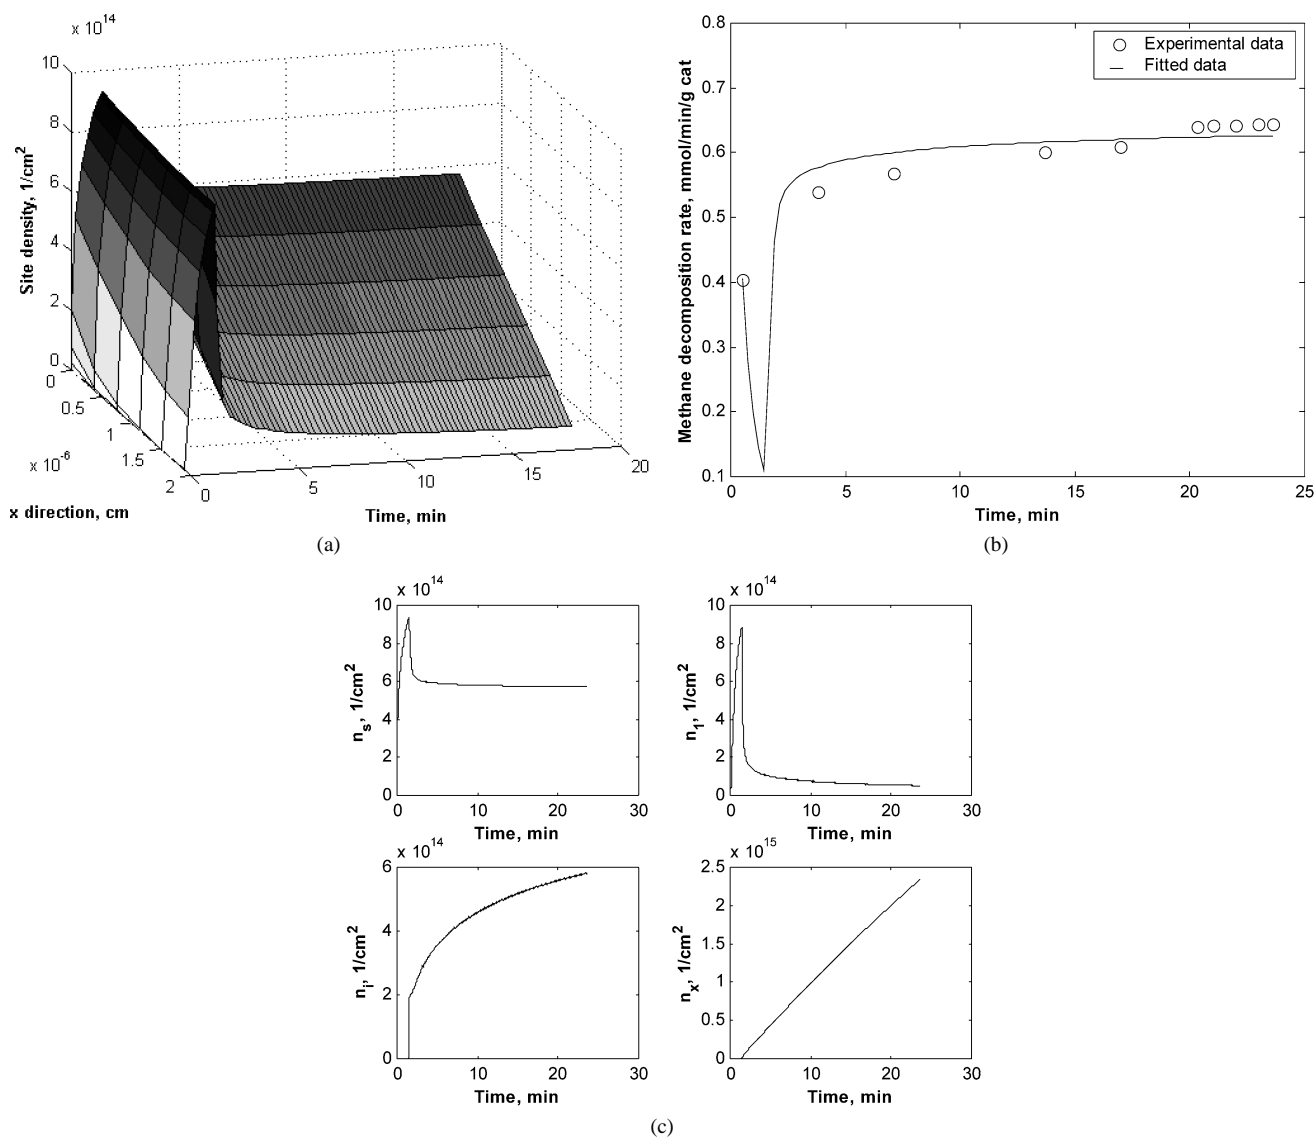 x 10^14
10
8
6
4
2
0
Site density, 1/cm^2
0
0.5
1
1.5
2
x 10^-6
x direction, cm
0
5
10
15
20
Time, min
(a)
0.8
0.7
0.6
0.5
0.4
0.3
0.2
0.1
Methane decomposition rate, mmol/min/g cat
Experimental data
Fitted data
0 5 10 15 20 25
Time, min
(b)
x 10^14
10
8
6
4
2
0
n_s, 1/cm^2
0 10 20 30
Time, min
x 10^14
10
8
6
4
2
0
n_1, 1/cm^2
0 10 20 30
Time, min
x 10^14
6
4
2
0
n_i, 1/cm^2
0 10 20 30
Time, min
x 10^15
2.5
2
1.5
1
0.5
0
n_x, 1/cm^2
0 10 20 30
Time, min
(c)